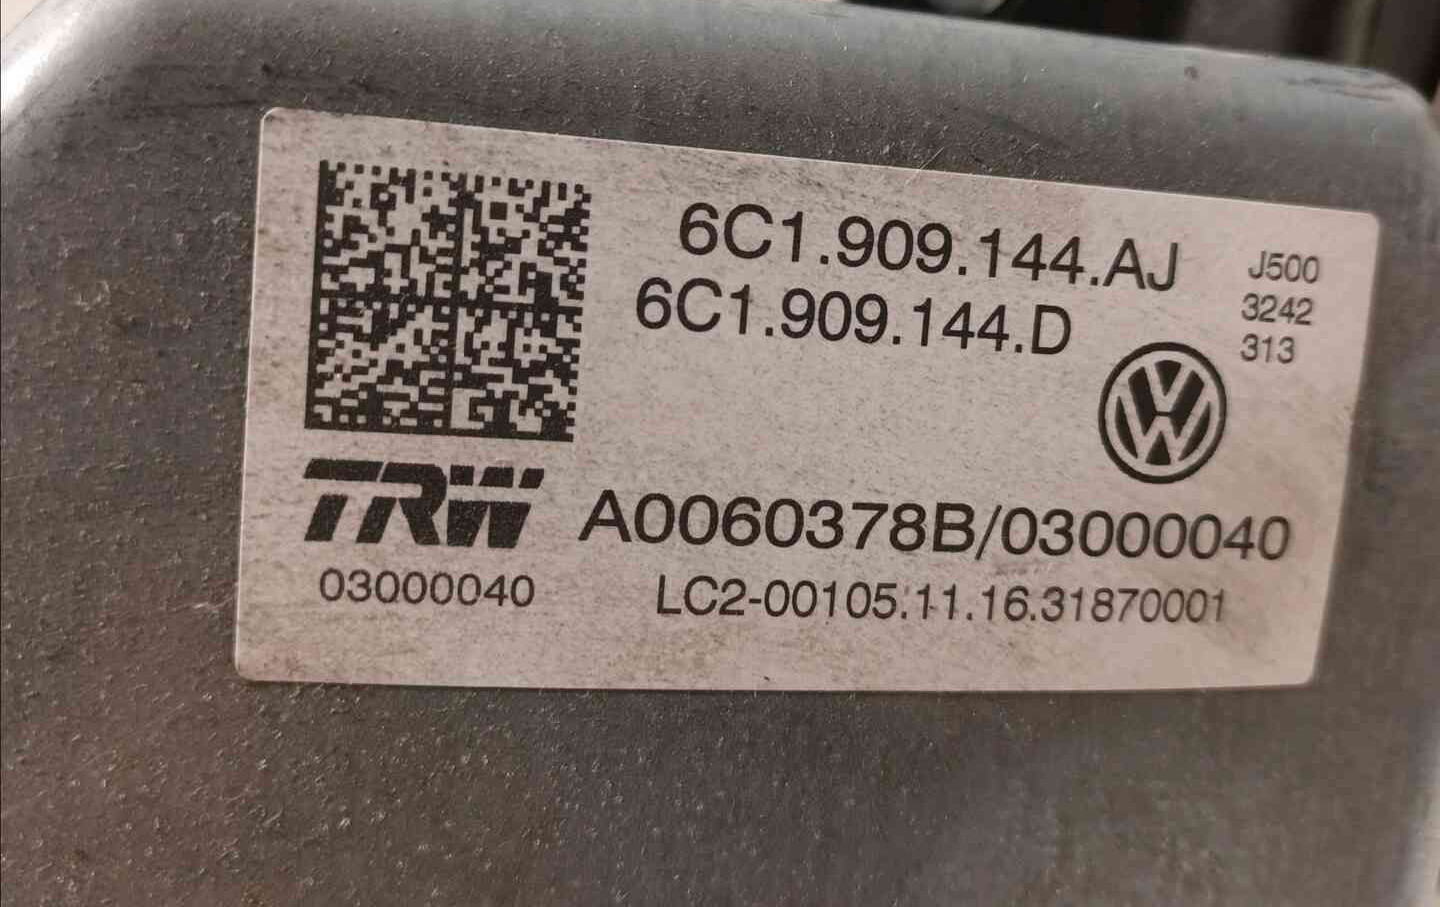 6C1.909.144.AJ
6C1.909.144.D
J500
3242
313
TRW
A0060378B/03000040
03000040
LC2-00105.11.16.31870001